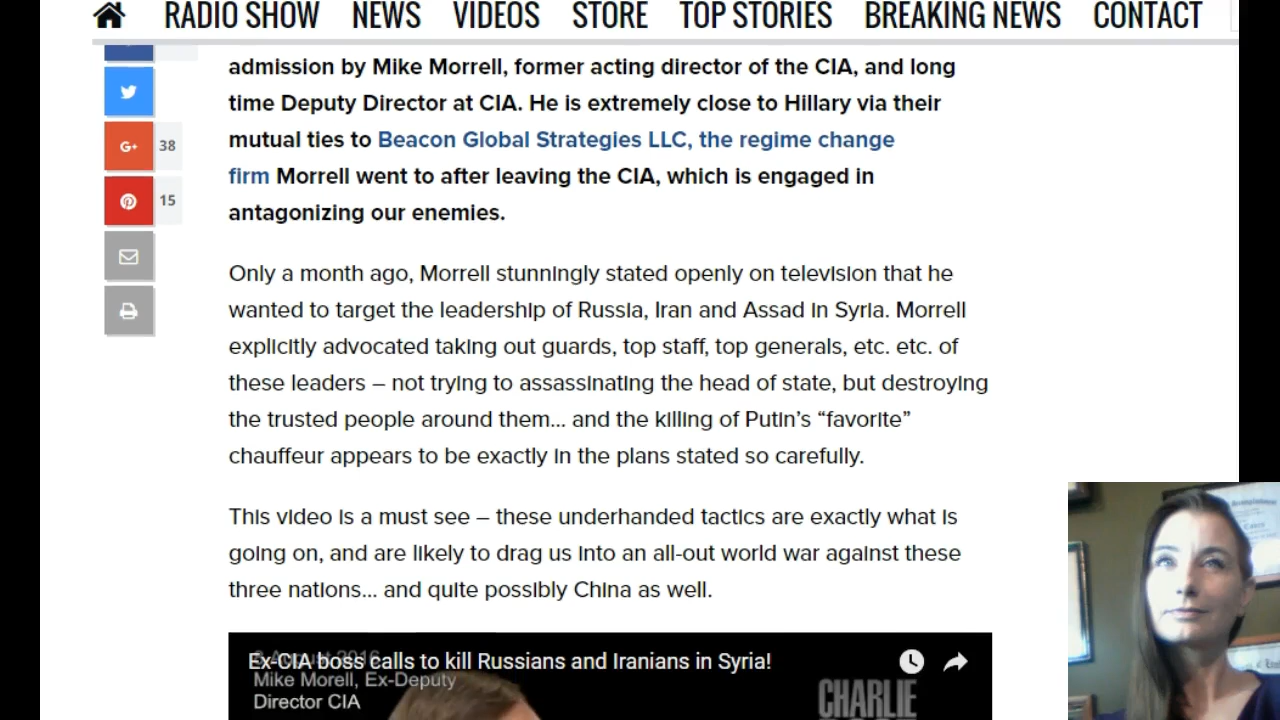 RADIO SHOW NEWS VIDEOS STORE TOP STORIES BREAKING NEWS CONTACT
admission by Mike Morrell, former acting director of the CIA, and long
time Deputy Director at CIA. He is extremely close to Hillary via their
mutual ties to Beacon Global Strategies LLC, the regime change
firm Morrell went to after leaving the CIA, which is engaged in
antagonizing our enemies.
G+ 38
15
Only a month ago, Morrell stunningly stated openly on television that he
wanted to target the leadership of Russia, Iran and Assad in Syria. Morrell
explicitly advocated taking out guards, top staff, top generals, etc. etc. of
these leaders – not trying to assassinating the head of state, but destroying
the trusted people around them... and the killing of Putin's “favorite”
chauffeur appears to be exactly in the plans stated so carefully.
This video is a must see – these underhanded tactics are exactly what is
going on, and are likely to drag us into an all-out world war against these
three nations... and quite possibly China as well.
Ex-CIA boss calls to kill Russians and Iranians in Syria!
August 2016
Mike Morell, Ex-Deputy
Director CIA
CHARLIE